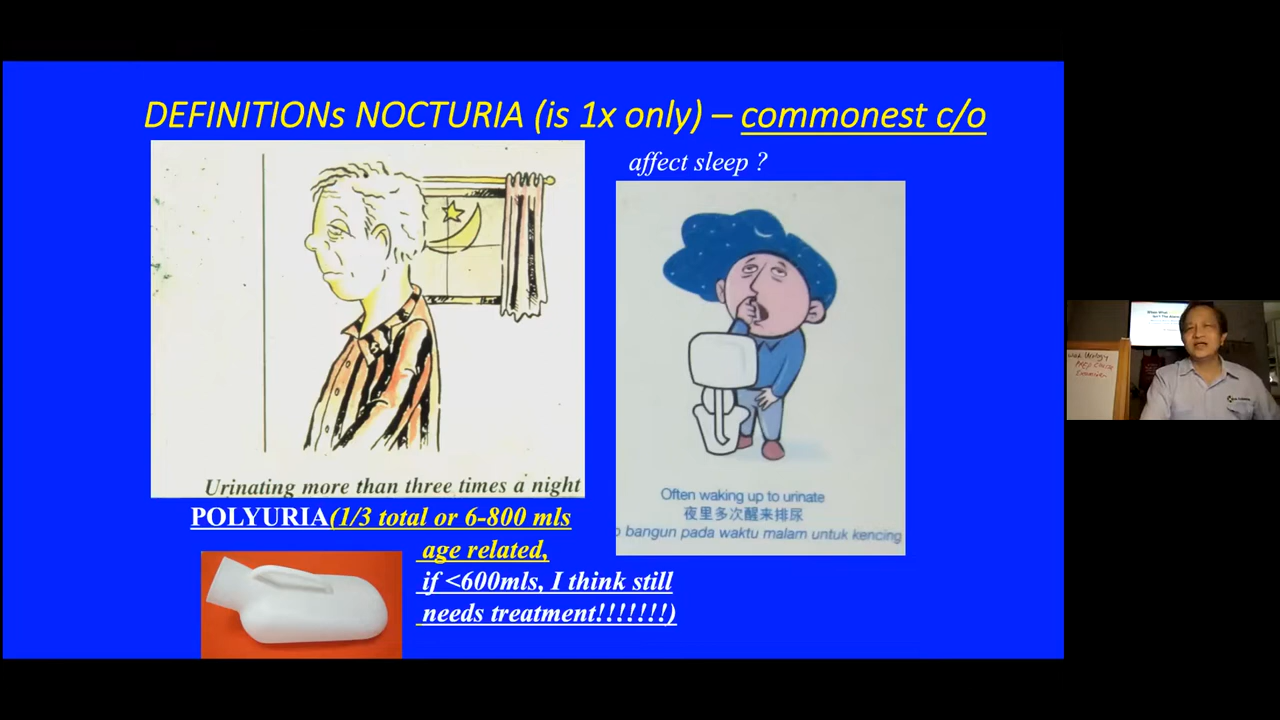 DEFINITIONs NOCTURIA (is 1x only) – commonest c/o
affect sleep ?
Urinating more than three times a night
POLYURIA(1/3 total or 6-800 mls
age related,
if <600mls, I think still
needs treatment!!!!!!!)
Often waking up to urinate
夜里多次醒来排尿
bangun pada waktu malam untuk kencing